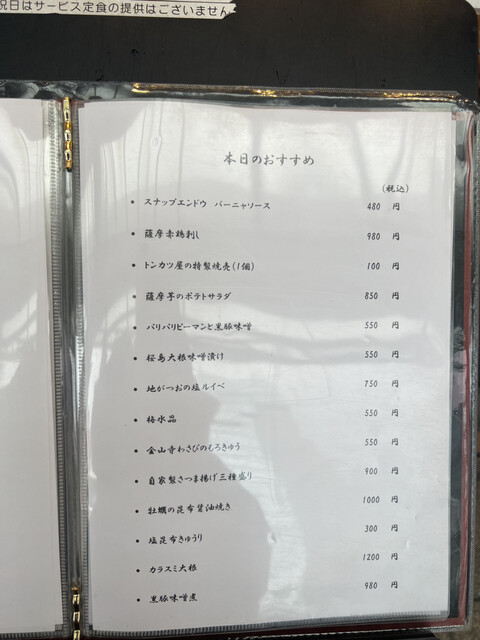 祝日はサービス定食の提供はございません
本日のおすすめ
(税込)
・スナップエンドウ　バーニャソース　480　円
・薩摩赤鶏刺し　980　円
・トンカツ屋の特製焼売(1個)　100　円
・薩摩芋のポテトサラダ　850　円
・パリパリピーマンと黒豚味噌　550　円
・桜島大根味噌漬け　550　円
・地がつおの塩ルイベ　750　円
・梅水晶　550　円
・金山寺わさびのもろきゅう　550　円
・自家製さつま揚げ三種盛り　900　円
・牡蠣の昆布醤油焼き　1000　円
・塩昆布きゅうり　300　円
・カラスミ大根　1200　円
・黒豚味噌煮　980　円